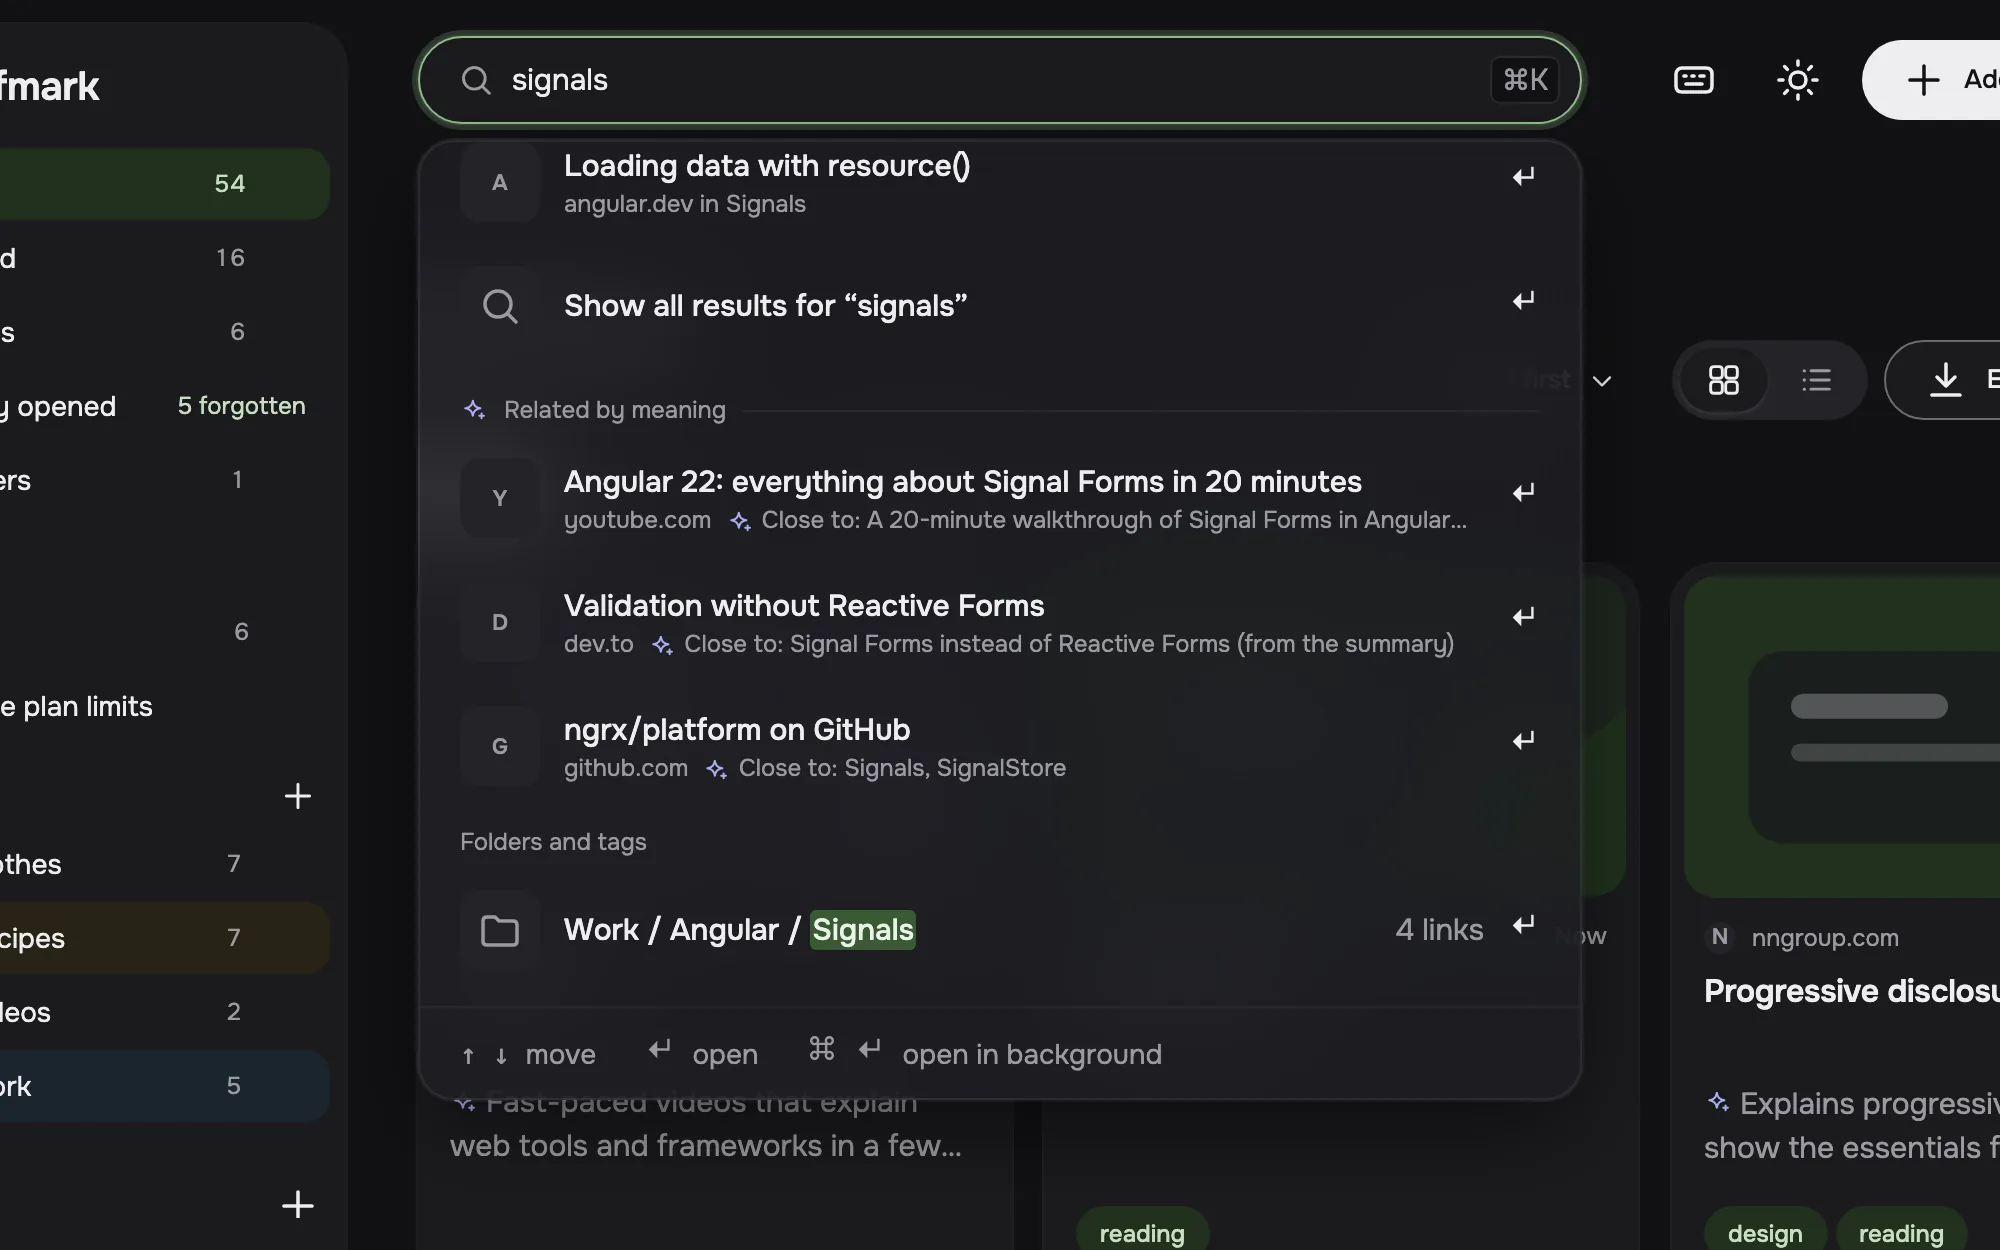 fmark
54
d 16
s 6
y opened 5 forgotten
ers 1
6
e plan limits
othes 7
cipes 7
deos 2
ork 5
signals ⌘K
Loading data with resource()
angular.dev in Signals
Show all results for “signals”
Related by meaning
Y
Angular 22: everything about Signal Forms in 20 minutes
youtube.com Close to: A 20-minute walkthrough of Signal Forms in Angular...
D
Validation without Reactive Forms
dev.to Close to: Signal Forms instead of Reactive Forms (from the summary)
G
ngrx/platform on GitHub
github.com Close to: Signals, SignalStore
Folders and tags
Work / Angular / Signals 4 links ↵
↑ ↓ move ↵ open ⌘ ↵ open in background
Fast-paced videos that explain
web tools and frameworks in a few...
reading
N nngroup.com
Progressive disclosu
Explains progressiv
show the essentials f
design reading